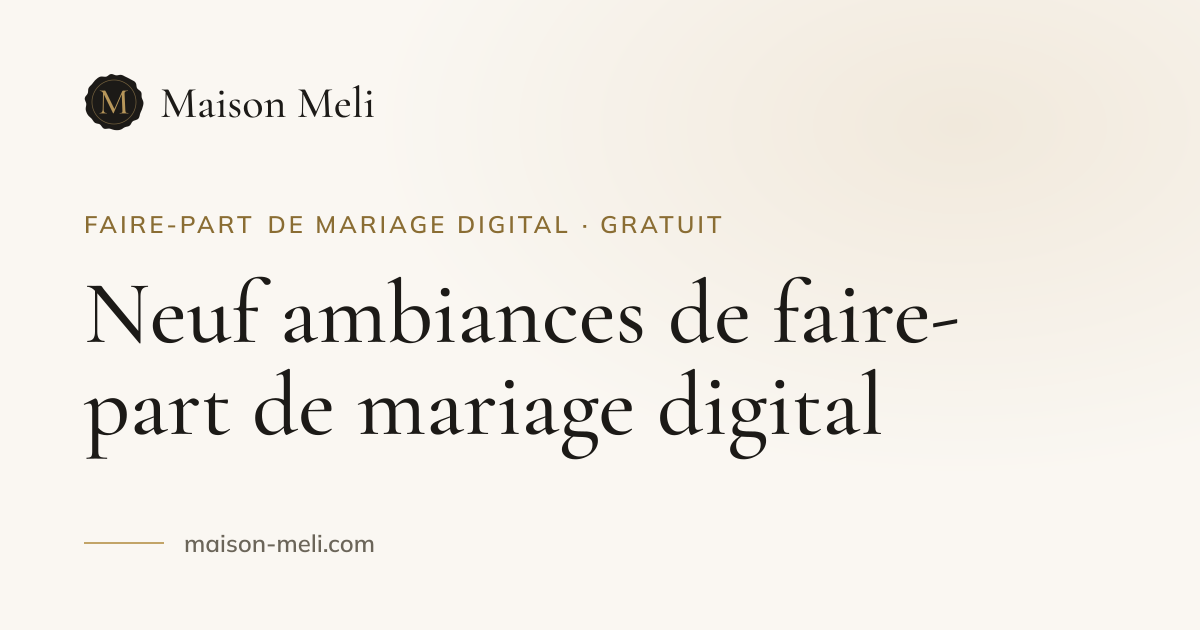 M Maison Meli
FAIRE-PART DE MARIAGE DIGITAL · GRATUIT
Neuf ambiances de faire-
part de mariage digital
maison-meli.com